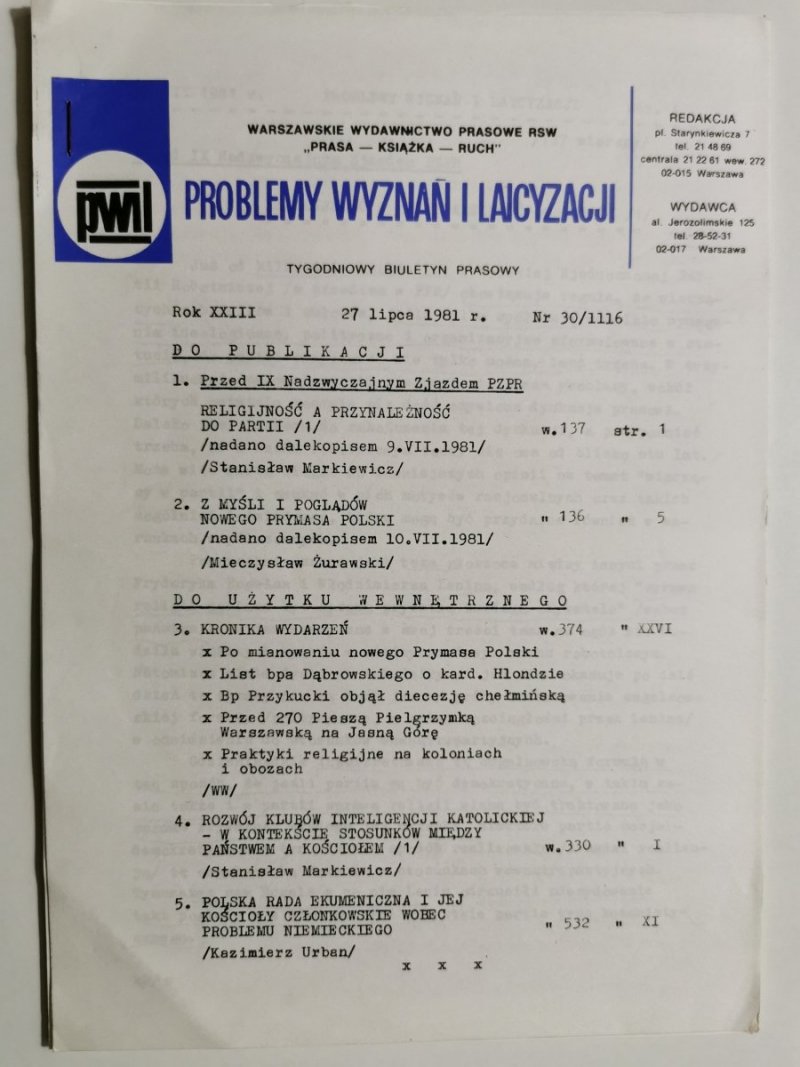 WARSZAWSKIE WYDAWNICTWO PRASOWE RSW
„PRASA — KSIĄŻKA — RUCH"
pwil
PROBLEMY WYZNAŃ I LAICYZACJI
TYGODNIOWY BIULETYN PRASOWY
REDAKCJA
pl. Starynkiewicza 7
tel. 21 48 69
centrala 21 22 61 wew. 272
02-015 Warszawa
WYDAWCA
al. Jerozolimskie 125
tel. 28-52-31
02-017 Warszawa
Rok XXIII 27 lipca 1981 r. Nr 30/1116
DO PUBLIKACJI
1. Przed IX Nadzwyczajnym Zjazdem PZPR
RELIGIJNOŚĆ A PRZYNALEŻNOŚĆ
DO PARTII /1/ w.137 str. 1
/nadano dalekopisem 9.VII.1981/
/Stanisław Markiewicz/
2. Z MYŚLI I POGLĄDÓW
NOWEGO PRYMASA POLSKI " 136 " 5
/nadano dalekopisem 10.VII.1981/
/Mieczysław Żurawski/
DO UŻYTKU WEWNĘTRZNEGO
3. KRONIKA WYDARZEŃ w.374 " XXVI
x Po mianowaniu nowego Prymasa Polski
x List bpa Dąbrowskiego o kard. Hlondzie
x Bp Przykucki objął diecezję chełmińską
x Przed 270 Pieszą Pielgrzymką
Warszawską na Jasną Górę
x Praktyki religijne na koloniach
i obozach
/WW/
4. ROZWÓJ KLUBÓW INTELIGENCJI KATOLICKIEJ
- W KONTEKŚCIE STOSUNKÓW MIĘDZY
PAŃSTWEM A KOŚCIOŁEM /1/ w.330 " I
/Stanisław Markiewicz/
5. POLSKA RADA EKUMENICZNA I JEJ
KOŚCIOŁY CZŁONKOWSKIE WOBEC
PROBLEMU NIEMIECKIEGO " 532 " XI
/Kazimierz Urban/
x x x